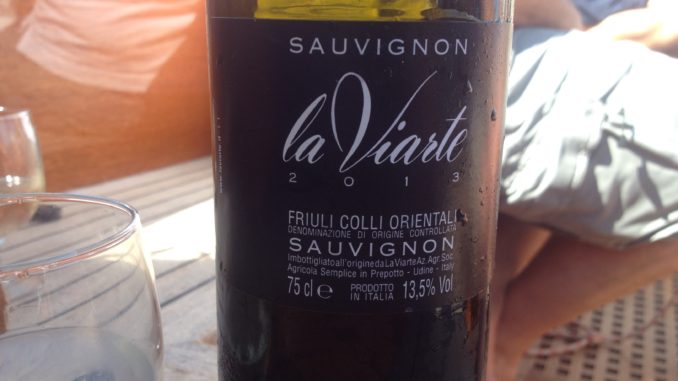 SAUVIGNON
la Viarte
2013
FRIULI COLLI ORIENTALI
DENOMINAZIONE DI ORIGINE CONTROLLATA
SAUVIGNON
Imbottigliato all'origine da La Viarte Az. Agr. Soc.
Agricola Semplice in Prepotto - Udine - Italy
75 cl e PRODOTTO IN ITALIA 13,5% Vol